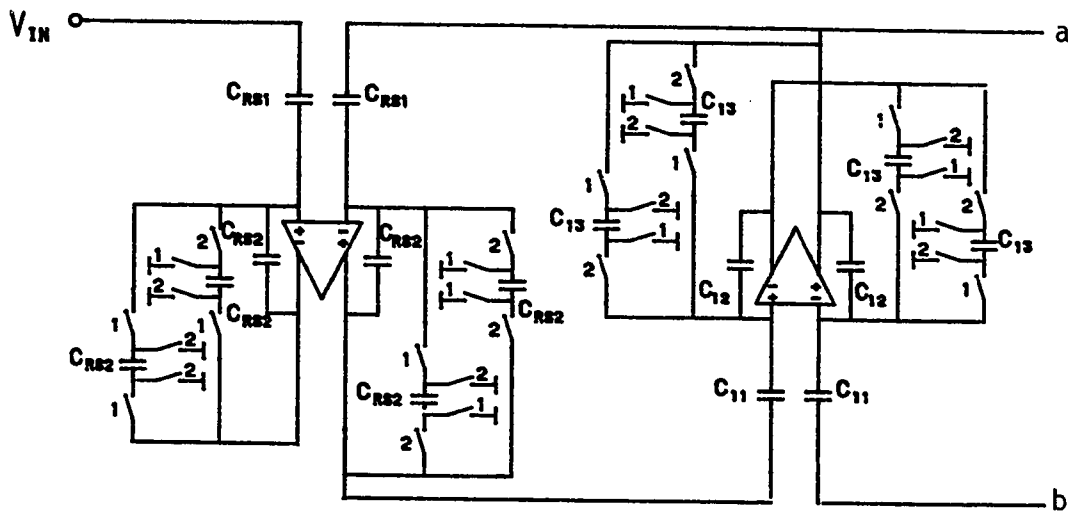 V_IN a
C_RS1 C_RS1
2 1 C_13 2
1 2 C_13 1
1 2 C_13 1 2
2 1 2 C_13 1
C_RS2 C_RS2
+ - - +
2 1 2 C_RS2
1 2 1 C_RS2 2
C_12 C_12
- + + -
1 2 C_RS2 2 1
1 2 C_RS2 1 2
C_11 C_11
b